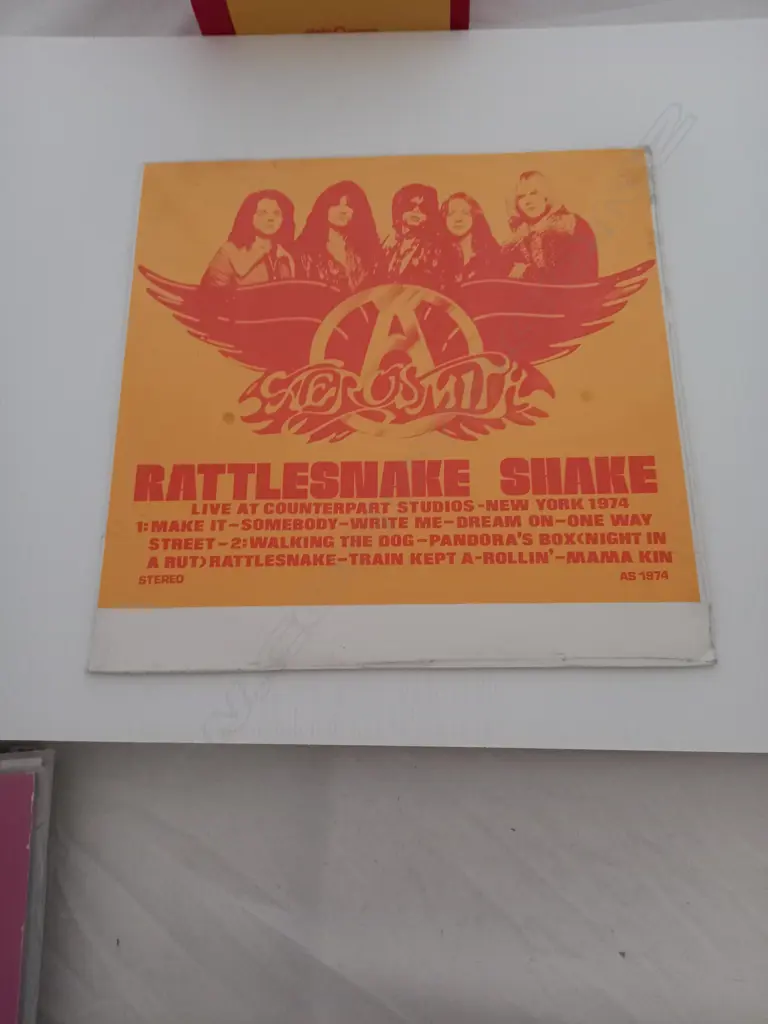 A
AEROSMITH
RATTLESNAKE SHAKE
LIVE AT COUNTERPART STUDIOS-NEW YORK 1974
1:MAKE IT-SOMEBODY-WRITE ME-DREAM ON-ONE WAY
STREET-2:WALKING THE DOG-PANDORA'S BOX(NIGHT IN
A RUT)RATTLESNAKE-TRAIN KEPT A-ROLLIN'-MAMA KIN
STEREO AS 1974